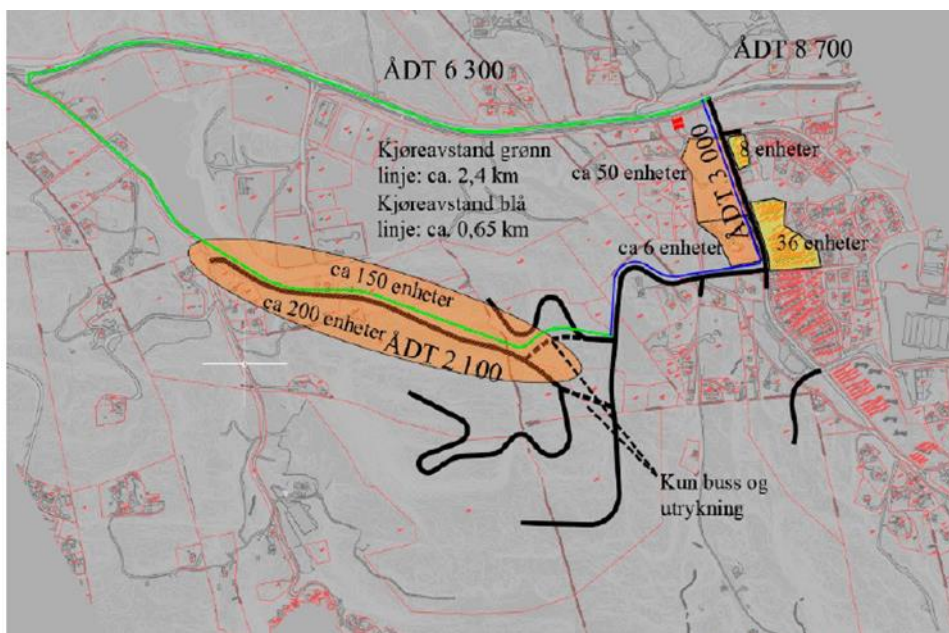 ÅDT 6 300
ÅDT 8 700
Kjøreavstand grønn
linje: ca. 2,4 km
Kjøreavstand blå
linje: ca. 0,65 km
ca 50 enheter
ÅDT 3 000
8 enheter
ca 6 enheter
36 enheter
ca 150 enheter
ca 200 enheter
ÅDT 2 100
Kun buss og
utrykning